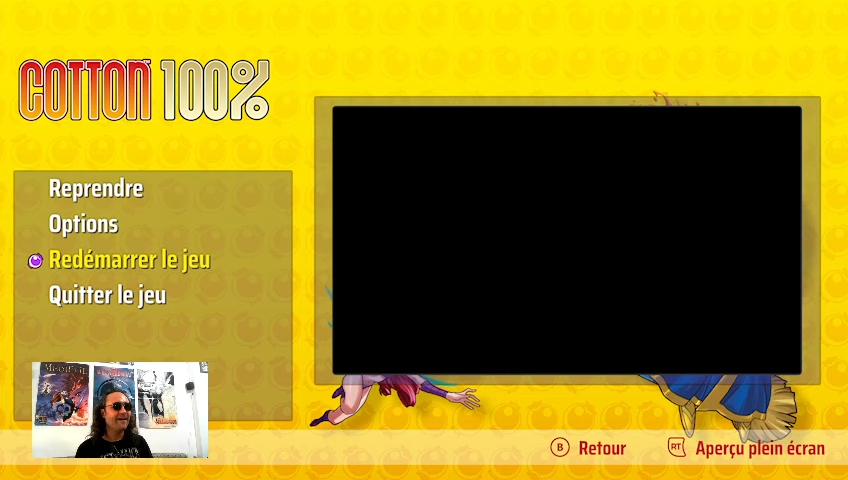 COTTON 100%
Reprendre
Options
Redémarrer le jeu
Quitter le jeu
B Retour
RT Aperçu plein écran